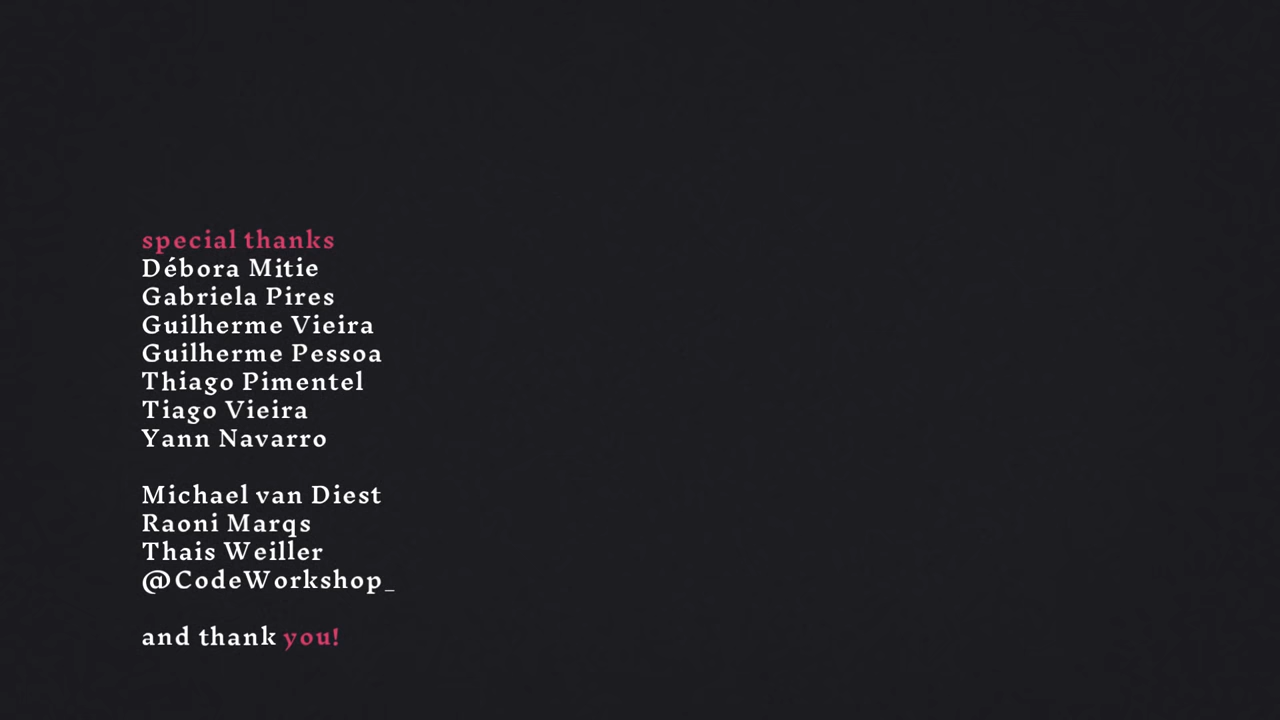 special thanks
Débora Mitie
Gabriela Pires
Guilherme Vieira
Guilherme Pessoa
Thiago Pimentel
Tiago Vieira
Yann Navarro
Michael van Diest
Raoni Marqs
Thais Weiller
@CodeWorkshop_
and thank you!